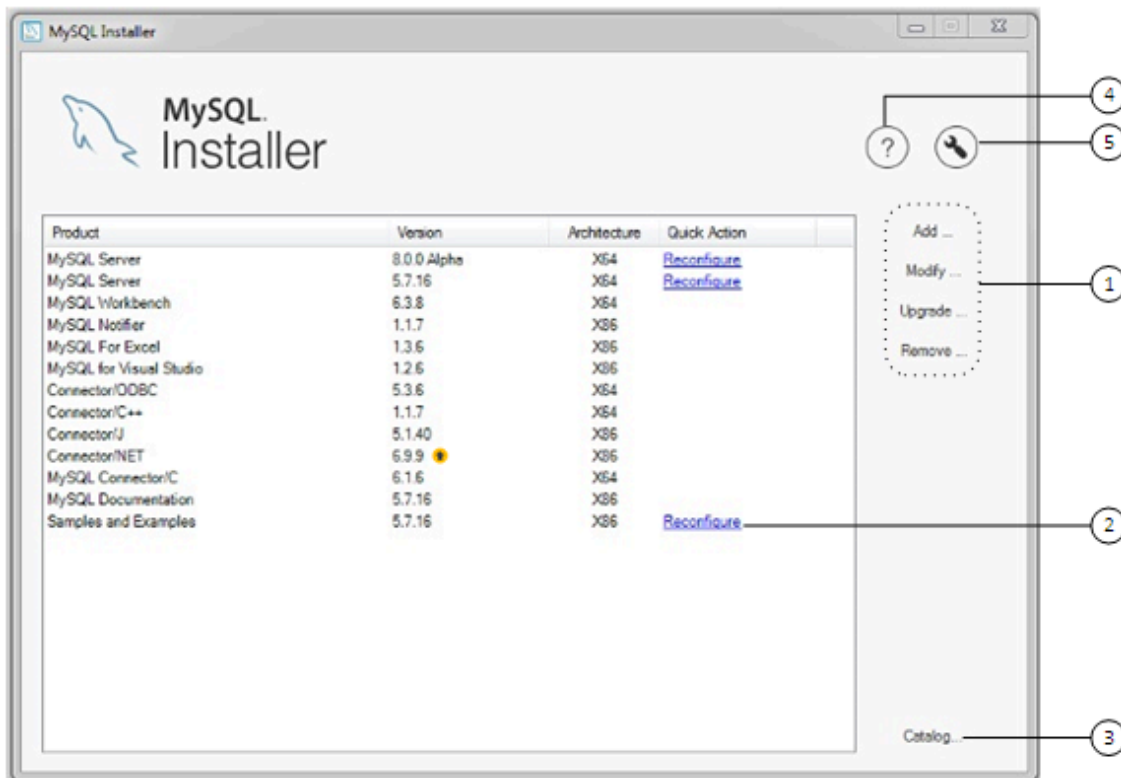 MySQL Installer
4
MySQL.
Installer
?
5
Product Version Architecture Quick Action
Add ...
MySQL Server 8.0.0 Alpha X64 Reconfigure
Modify ...
MySQL Server 5.7.16 X64 Reconfigure
1
MySQL Workbench 6.3.8 X64
Upgrade ...
MySQL Notifier 1.1.7 X86
MySQL For Excel 1.3.6 X86
Remove ...
MySQL for Visual Studio 1.2.6 X86
Connector/ODBC 5.3.6 X64
Connector/C++ 1.1.7 X64
Connector/J 5.1.40 X86
Connector/NET 6.9.9 X86
MySQL Connector/C 6.1.6 X64
MySQL Documentation 5.7.16 X86
Samples and Examples 5.7.16 X86 Reconfigure
2
Catalog...
3